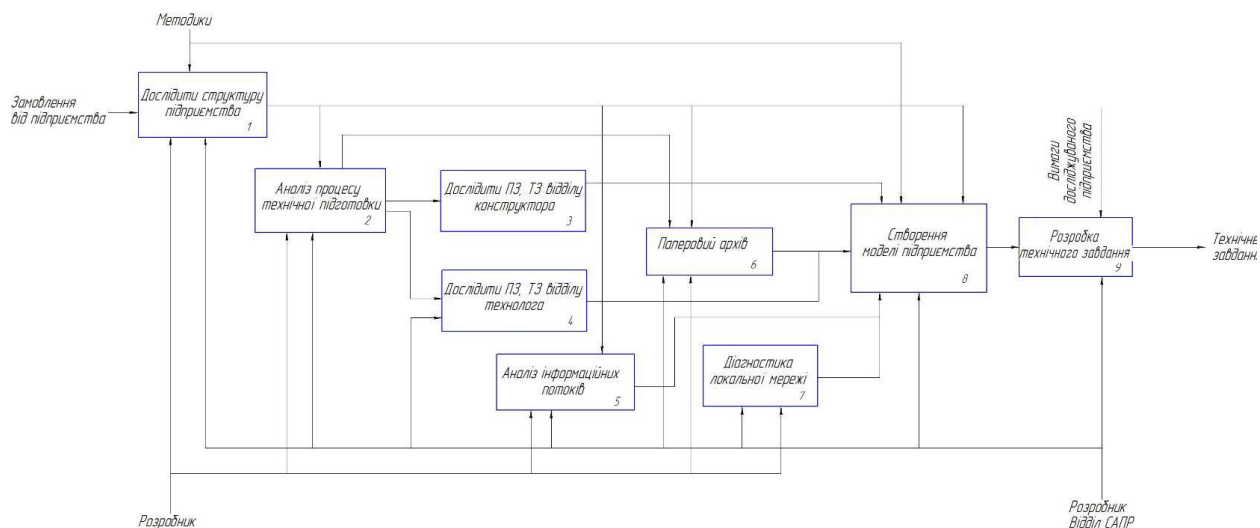 Методики
Замовлення
від підприємства
Дослідити структуру
підприємства
1
Аналіз процесу
технічної підготовки
2
Дослідити ПЗ, ТЗ відділу
конструктора
3
Дослідити ПЗ, ТЗ відділу
технолога
4
Аналіз інформаційних
потоків
5
Паперовий архів
6
Діагностика
локальної мережі
7
Створення
моделі підприємства
8
Вимоги
досліджуваного
підприємства
Розробка
технічного завдання
9
Технічне
завдання
Розробник
Розробник
Відділ САПР